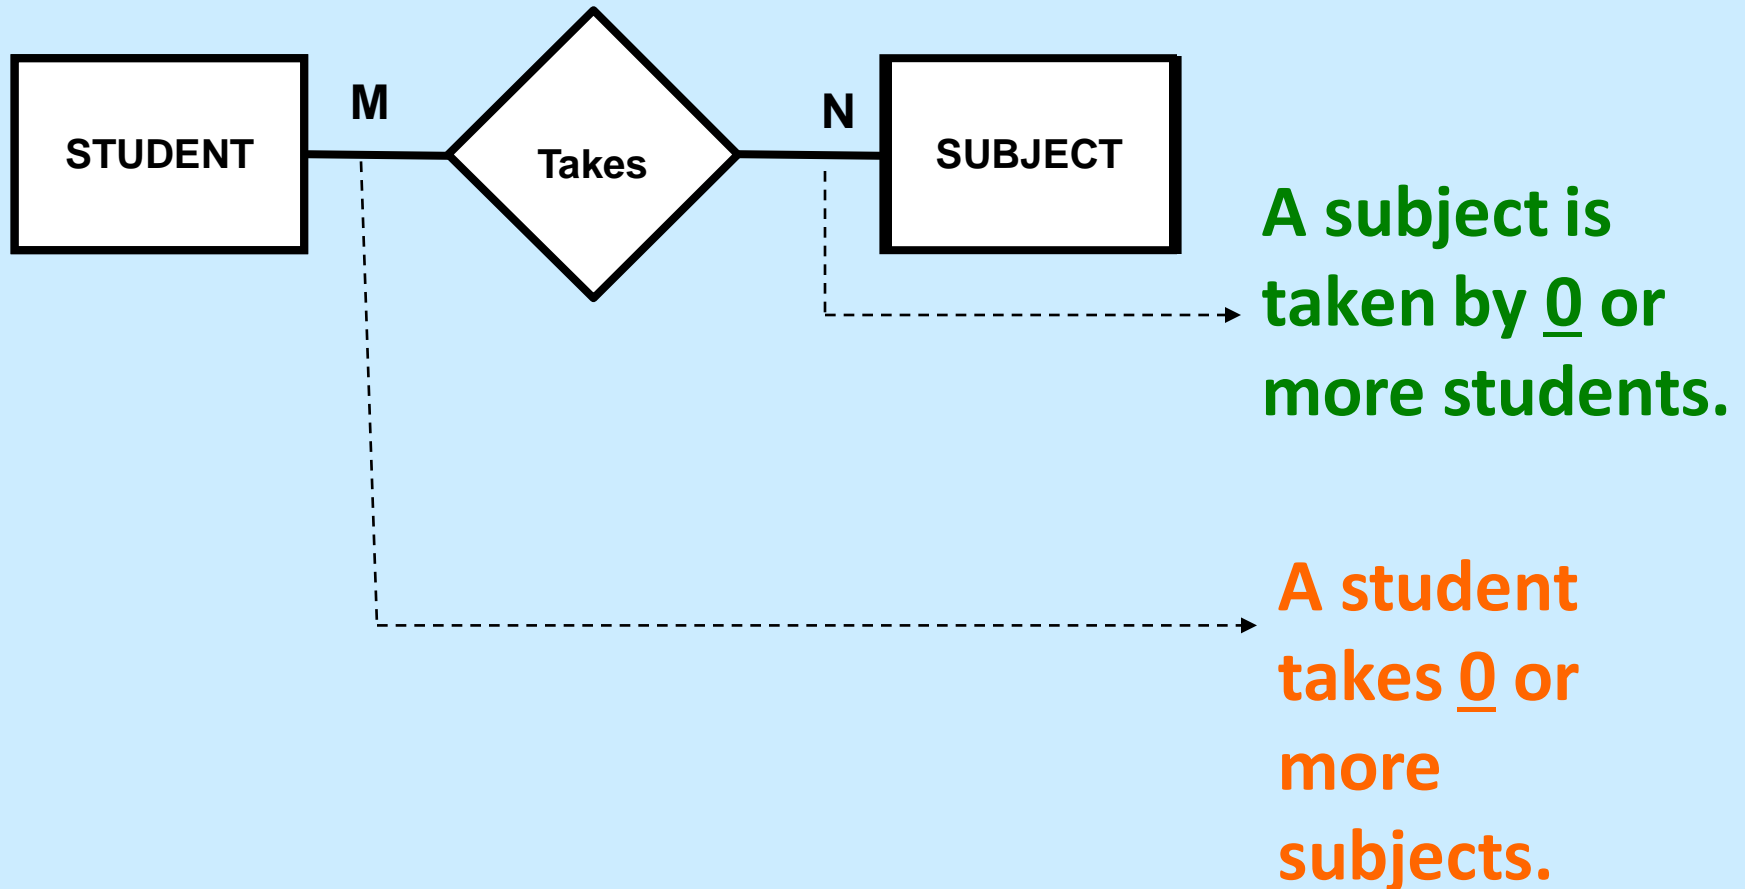 M
N
STUDENT
Takes
SUBJECT
A subject is
taken by 0 or
more students.
A student
takes 0 or
more
subjects.